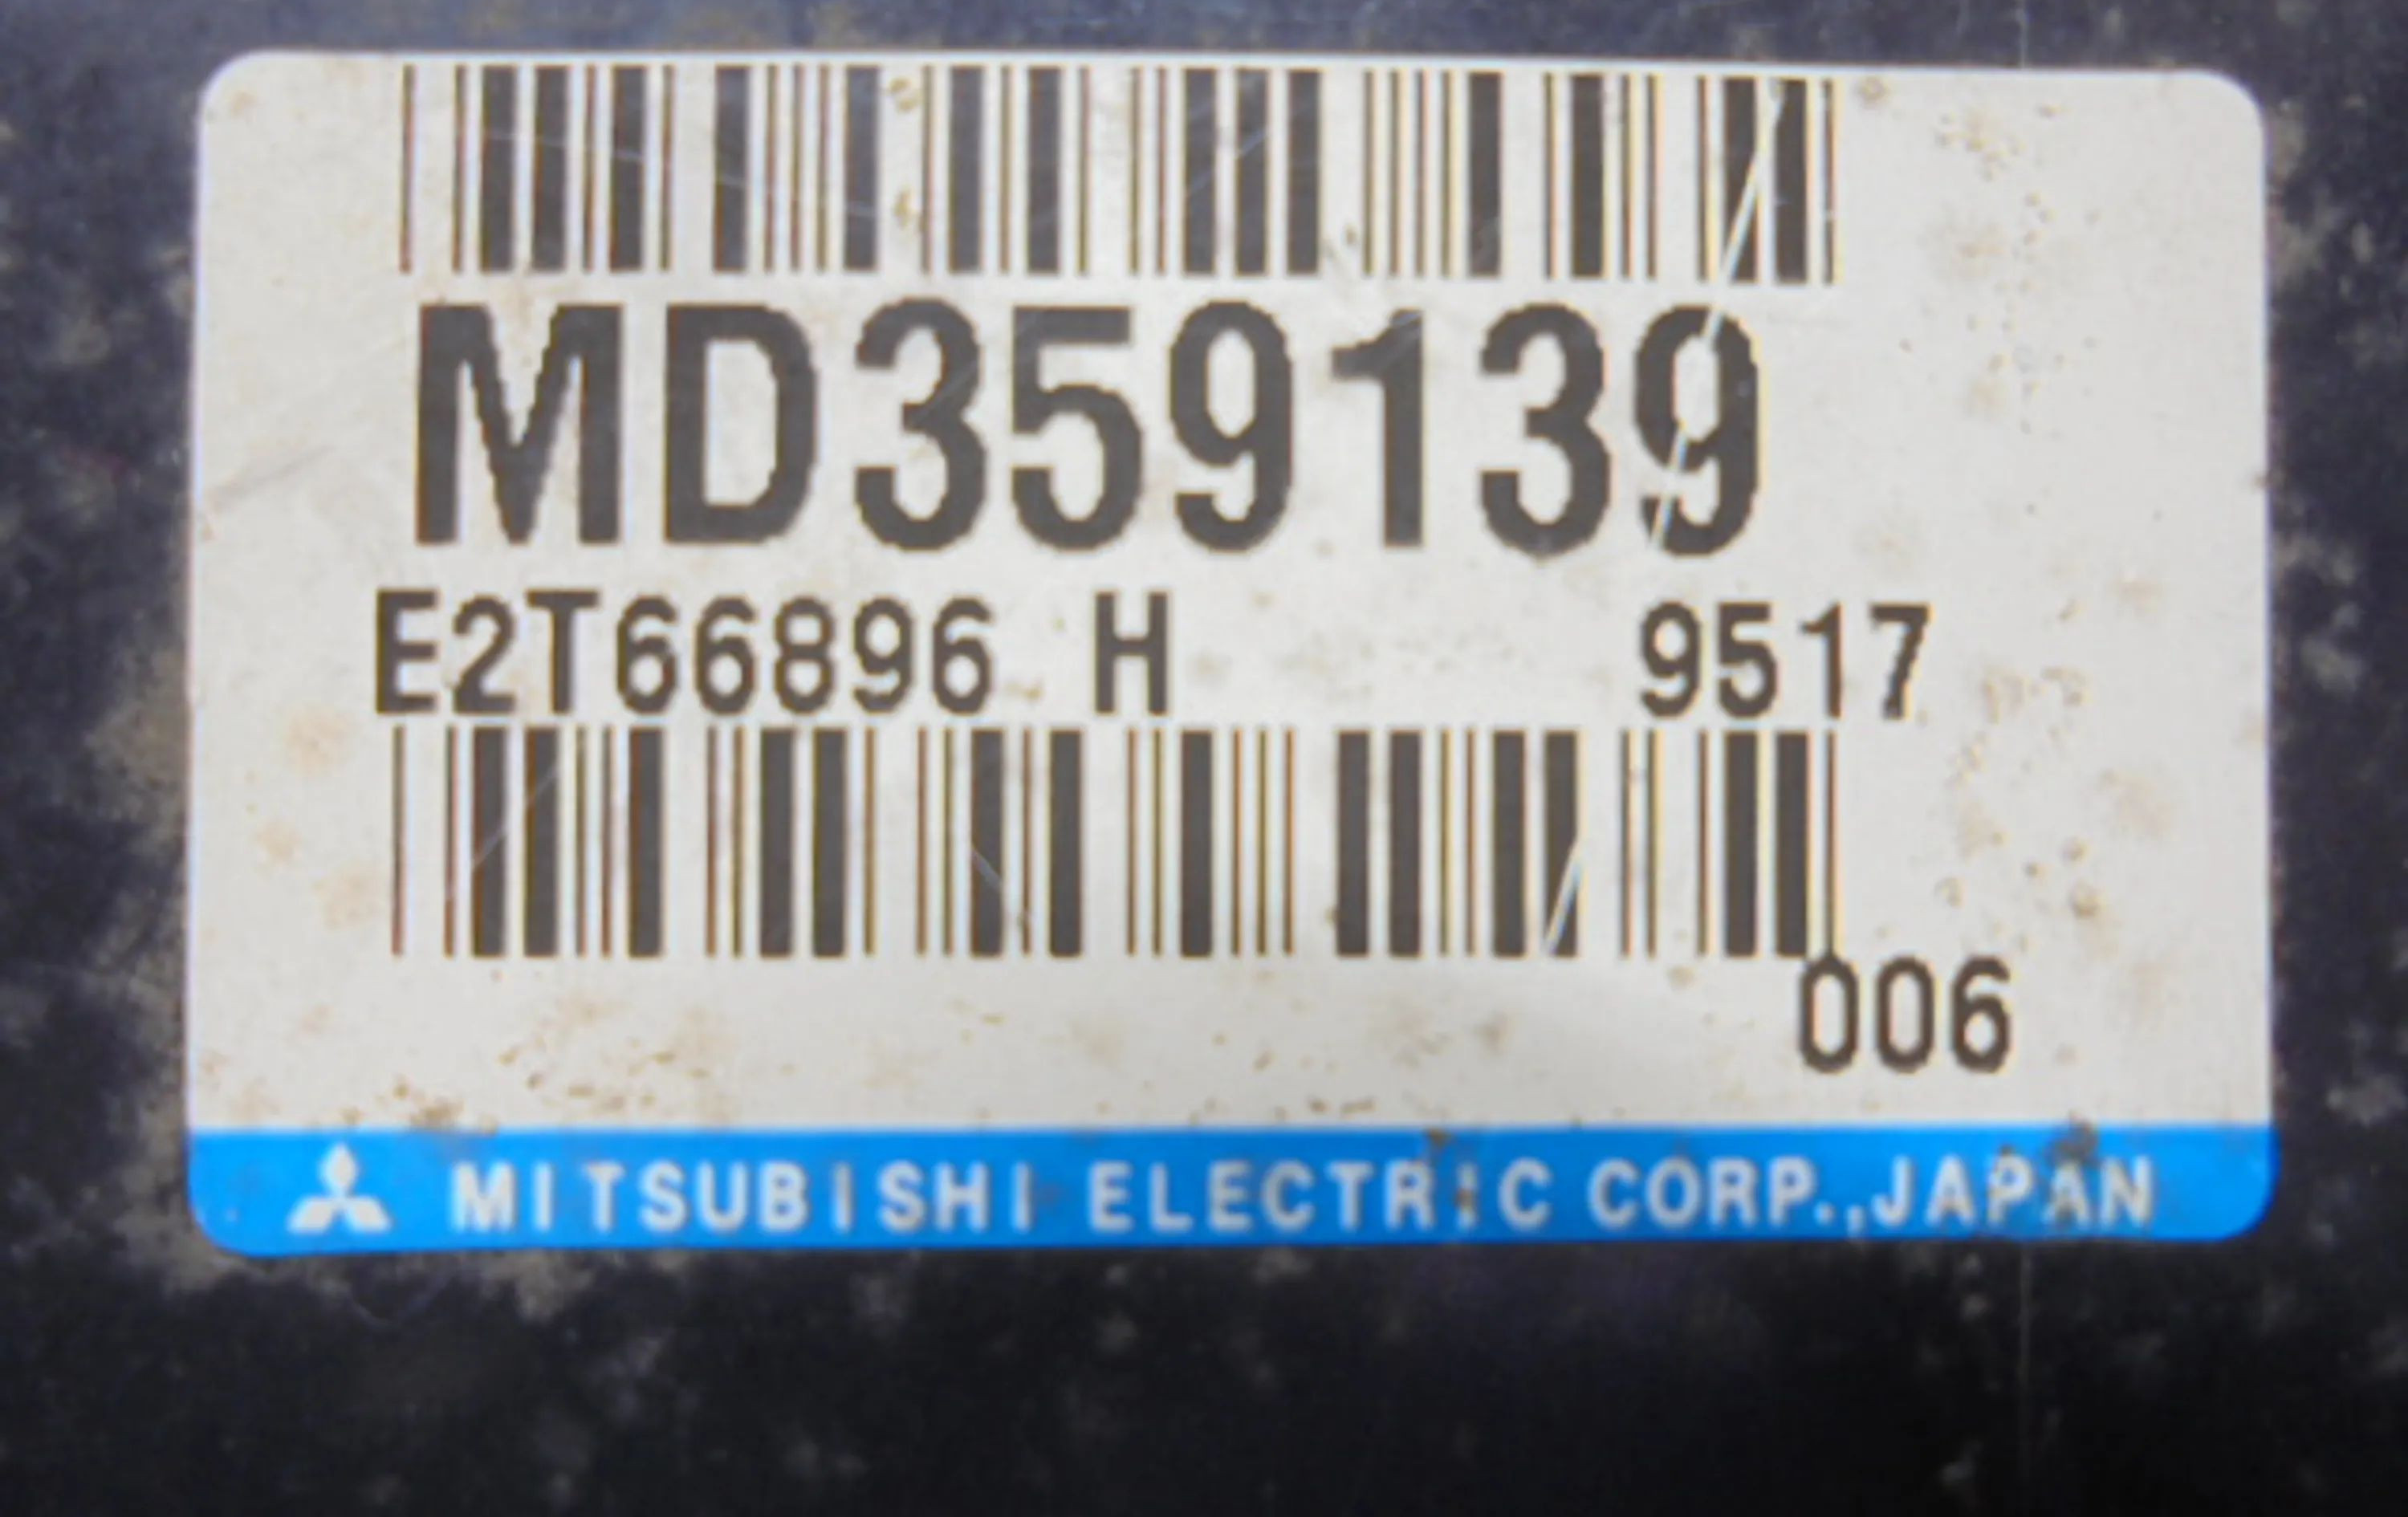 MD359139
E2T66896 H 9517
006
MITSUBISHI ELECTRIC CORP.,JAPAN